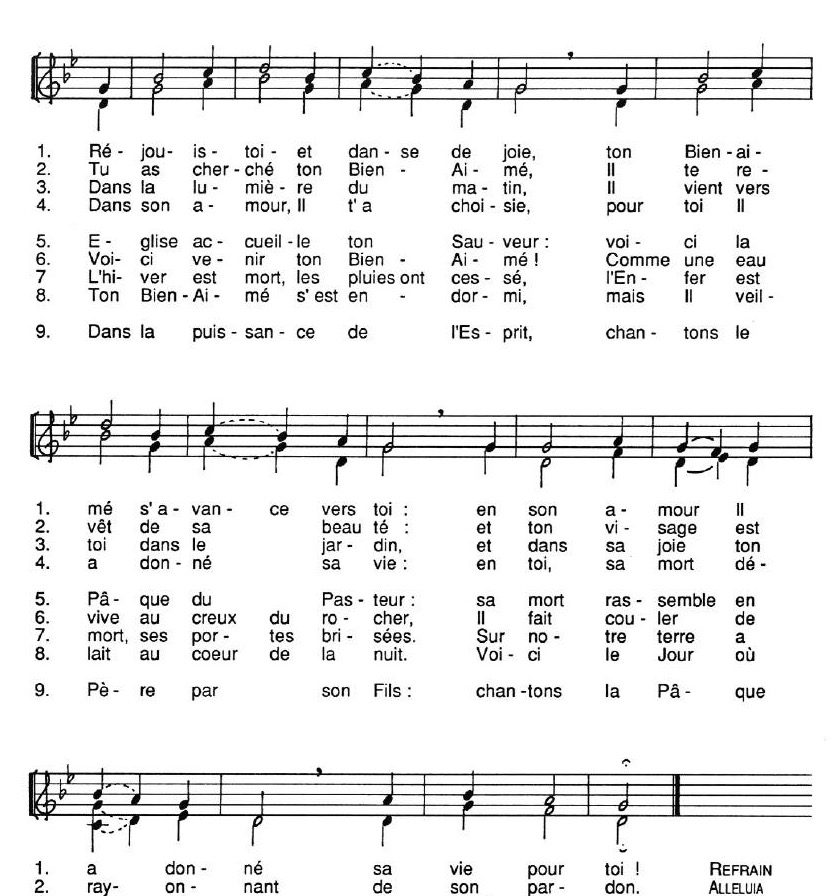 1. Ré - jou- is - toi - et dan - se de joie, ton Bien - ai -
2. Tu as cher - ché ton Bien - Ai - mé, Il te re -
3. Dans la lu - miè - re du ma - tin, Il vient vers
4. Dans son a - mour, Il t'a choi - sie, pour toi Il
5. E - glise ac - cueil - le ton Sau - veur : voi - ci la
6. Voi- ci ve - nir ton Bien - Ai - mé ! Comme une eau
7 L'hi- ver est mort, les pluies ont ces - sé, l'En - fer est
8. Ton Bien - Ai - mé s'est en - dor - mi, mais Il veil -
9. Dans la puis - san - ce de l'Es - prit, chan - tons le
1. mé s'a - van - ce vers toi : en son a - mour Il
2. vêt de sa beau té : et ton vi - sage est
3. toi dans le jar - din, et dans sa joie ton
4. a don - né sa vie : en toi, sa mort dé -
5. Pâ - que du Pas - teur : sa mort ras - semble en
6. vive au creux du ro - cher, Il fait cou - ler de
7. mort, ses por - tes bri - sées. Sur no - tre terre a
8. lait au coeur de la nuit. Voi - ci le Jour où
9. Pè - re par son Fils : chan -tons la Pâ - que
1. a don - né sa vie pour toi ! REFRAIN
2. ray- on - nant de son par - don. ALLELUIA